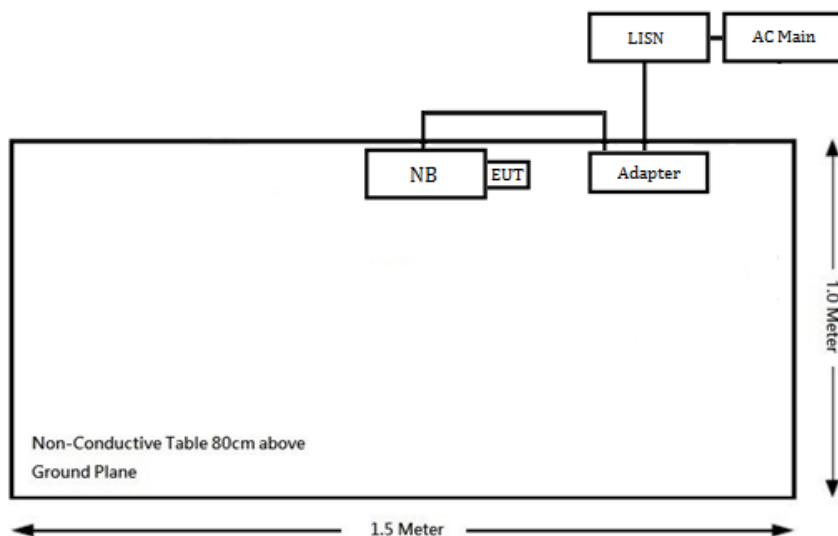 LISN
AC Main
NB
EUT
Adapter
1.0 Meter
Non-Conductive Table 80cm above
Ground Plane
1.5 Meter